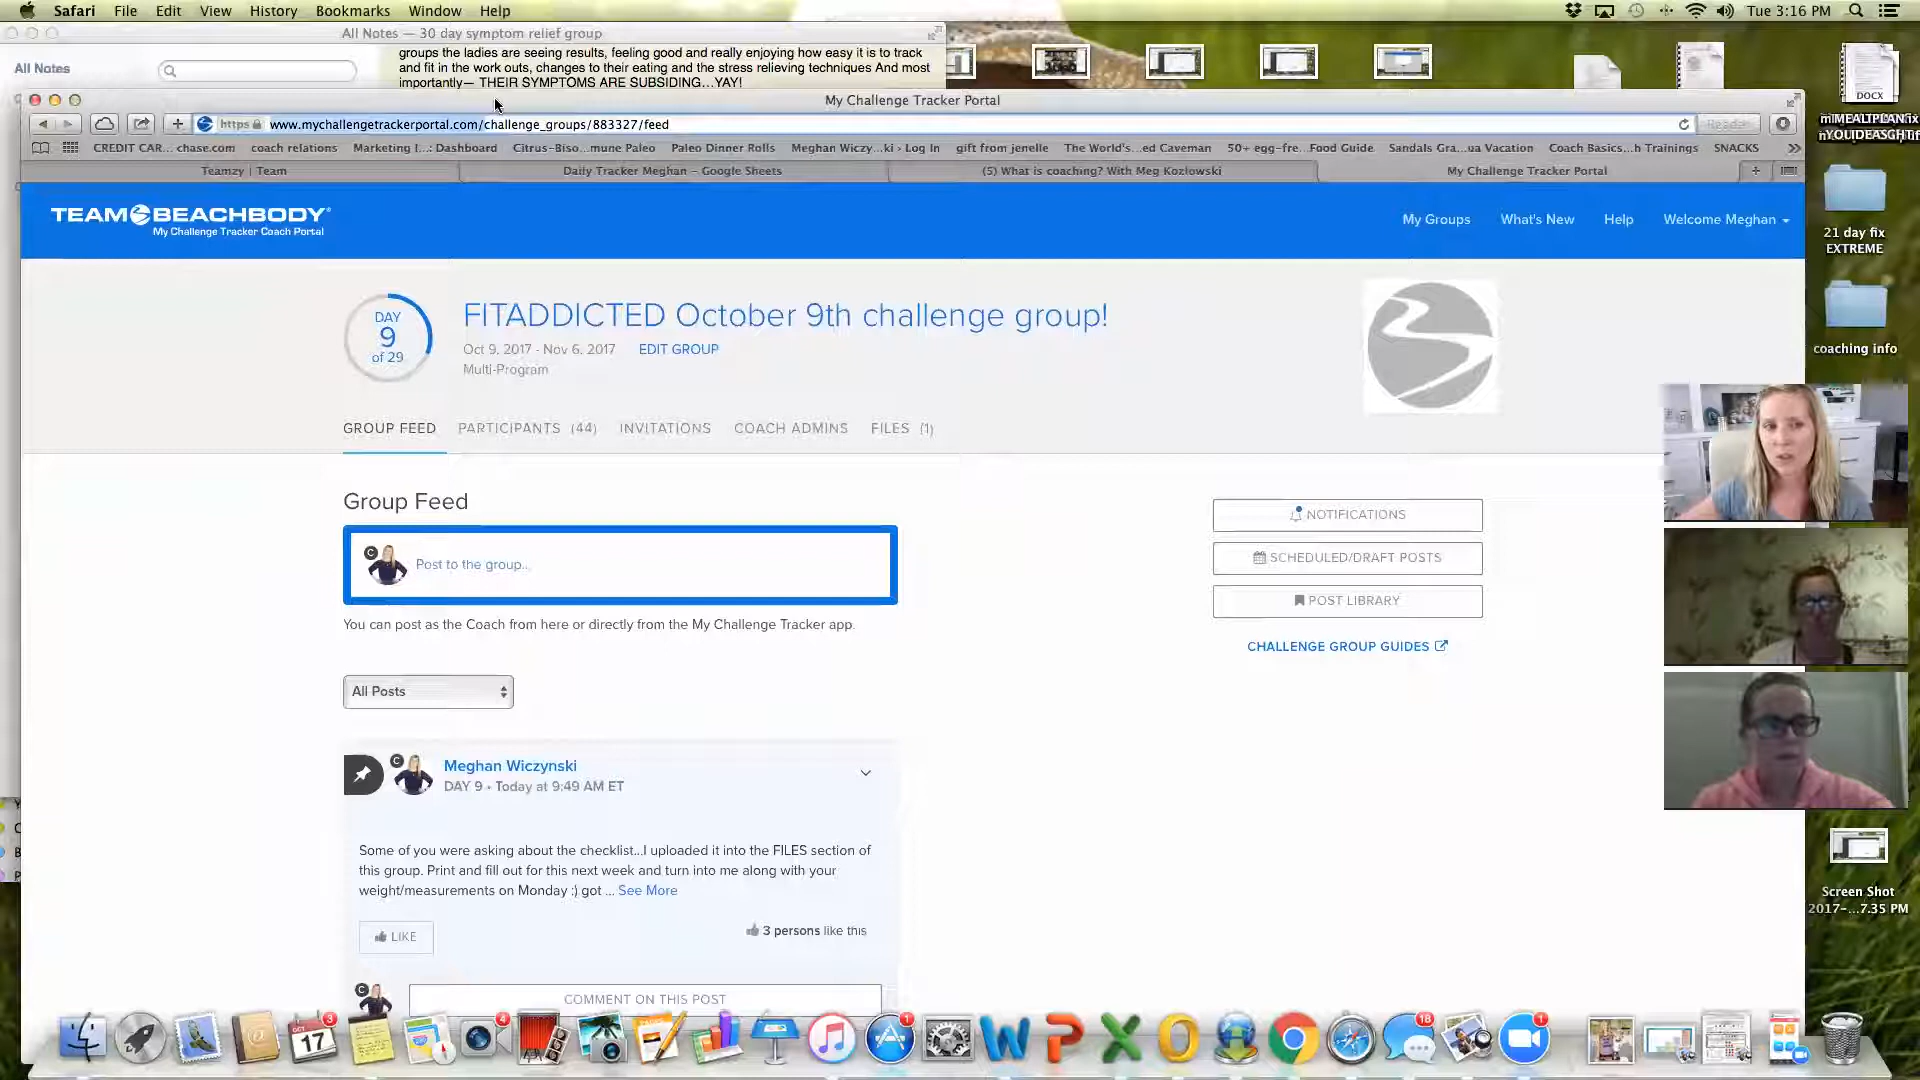 Safari File Edit View History Bookmarks Window Help
Tue 3:16 PM
All Notes — 30 day symptom relief group
All Notes
groups the ladies are seeing results, feeling good and really enjoying how easy it is to track
and fit in the work outs, changes to their eating and the stress relieving techniques And most
importantly— THEIR SYMPTOMS ARE SUBSIDING...YAY!
DOCX
My Challenge Tracker Portal
https www.mychallengetrackerportal.com/challenge_groups/883327/feed
Reader
CREDIT CAR... chase.com coach relations Marketing I...: Dashboard Citrus-Biso...mune Paleo Paleo Dinner Rolls Meghan Wiczy...ki › Log In gift from jenelle The World's...ed Caveman 50+ egg-fre...Food Guide Sandals Gra...ua Vacation Coach Basics...h Trainings SNACKS
Teamzy | Team
Daily Tracker Meghan – Google Sheets
(5) What is coaching? With Meg Kozlowski
My Challenge Tracker Portal
TEAM BEACHBODY
My Challenge Tracker Coach Portal
My Groups What's New Help Welcome Meghan
21 day fix
EXTREME
coaching info
DAY
9
of 29
FITADDICTED October 9th challenge group!
Oct 9, 2017 - Nov 6, 2017 EDIT GROUP
Multi-Program
GROUP FEED PARTICIPANTS (44) INVITATIONS COACH ADMINS FILES (1)
Group Feed
C
Post to the group...
You can post as the Coach from here or directly from the My Challenge Tracker app.
NOTIFICATIONS
SCHEDULED/DRAFT POSTS
POST LIBRARY
CHALLENGE GROUP GUIDES
All Posts
C
Meghan Wiczynski
DAY 9 • Today at 9:49 AM ET
Some of you were asking about the checklist...I uploaded it into the FILES section of
this group. Print and fill out for this next week and turn into me along with your
weight/measurements on Monday :) got ... See More
LIKE
3 persons like this
C
COMMENT ON THIS POST
Screen Shot
2017-...7.35 PM
OCT
17
3
4
1
18
1